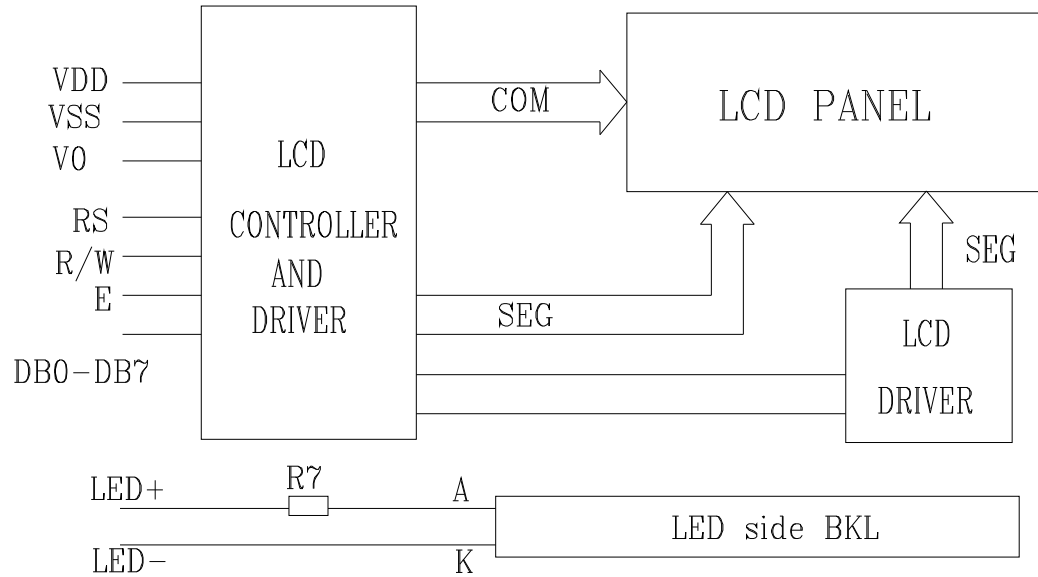 VDD
VSS
V0
RS
R/W
E
DB0-DB7
LCD
CONTROLLER
AND
DRIVER
COM
SEG
LCD PANEL
SEG
LCD
DRIVER
LED+
R7
A
LED-
K
LED side BKL